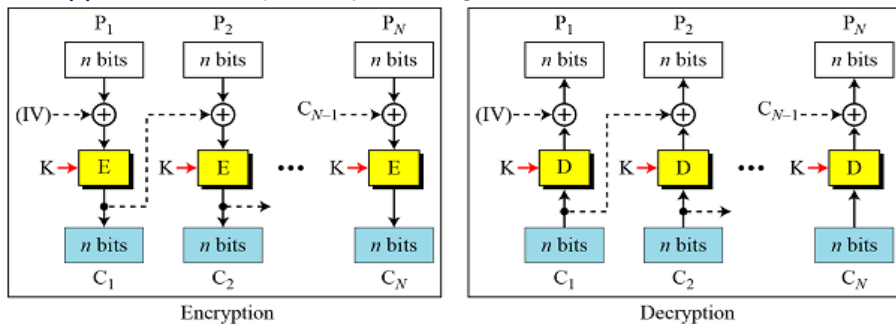 P1 P2 PN
n bits n bits n bits
(IV) + + CN–1 +
K E K E ••• K E
n bits n bits n bits
C1 C2 CN
Encryption
P1 P2 PN
n bits n bits n bits
(IV) + + CN–1 +
K D K D ••• K D
n bits n bits n bits
C1 C2 CN
Decryption